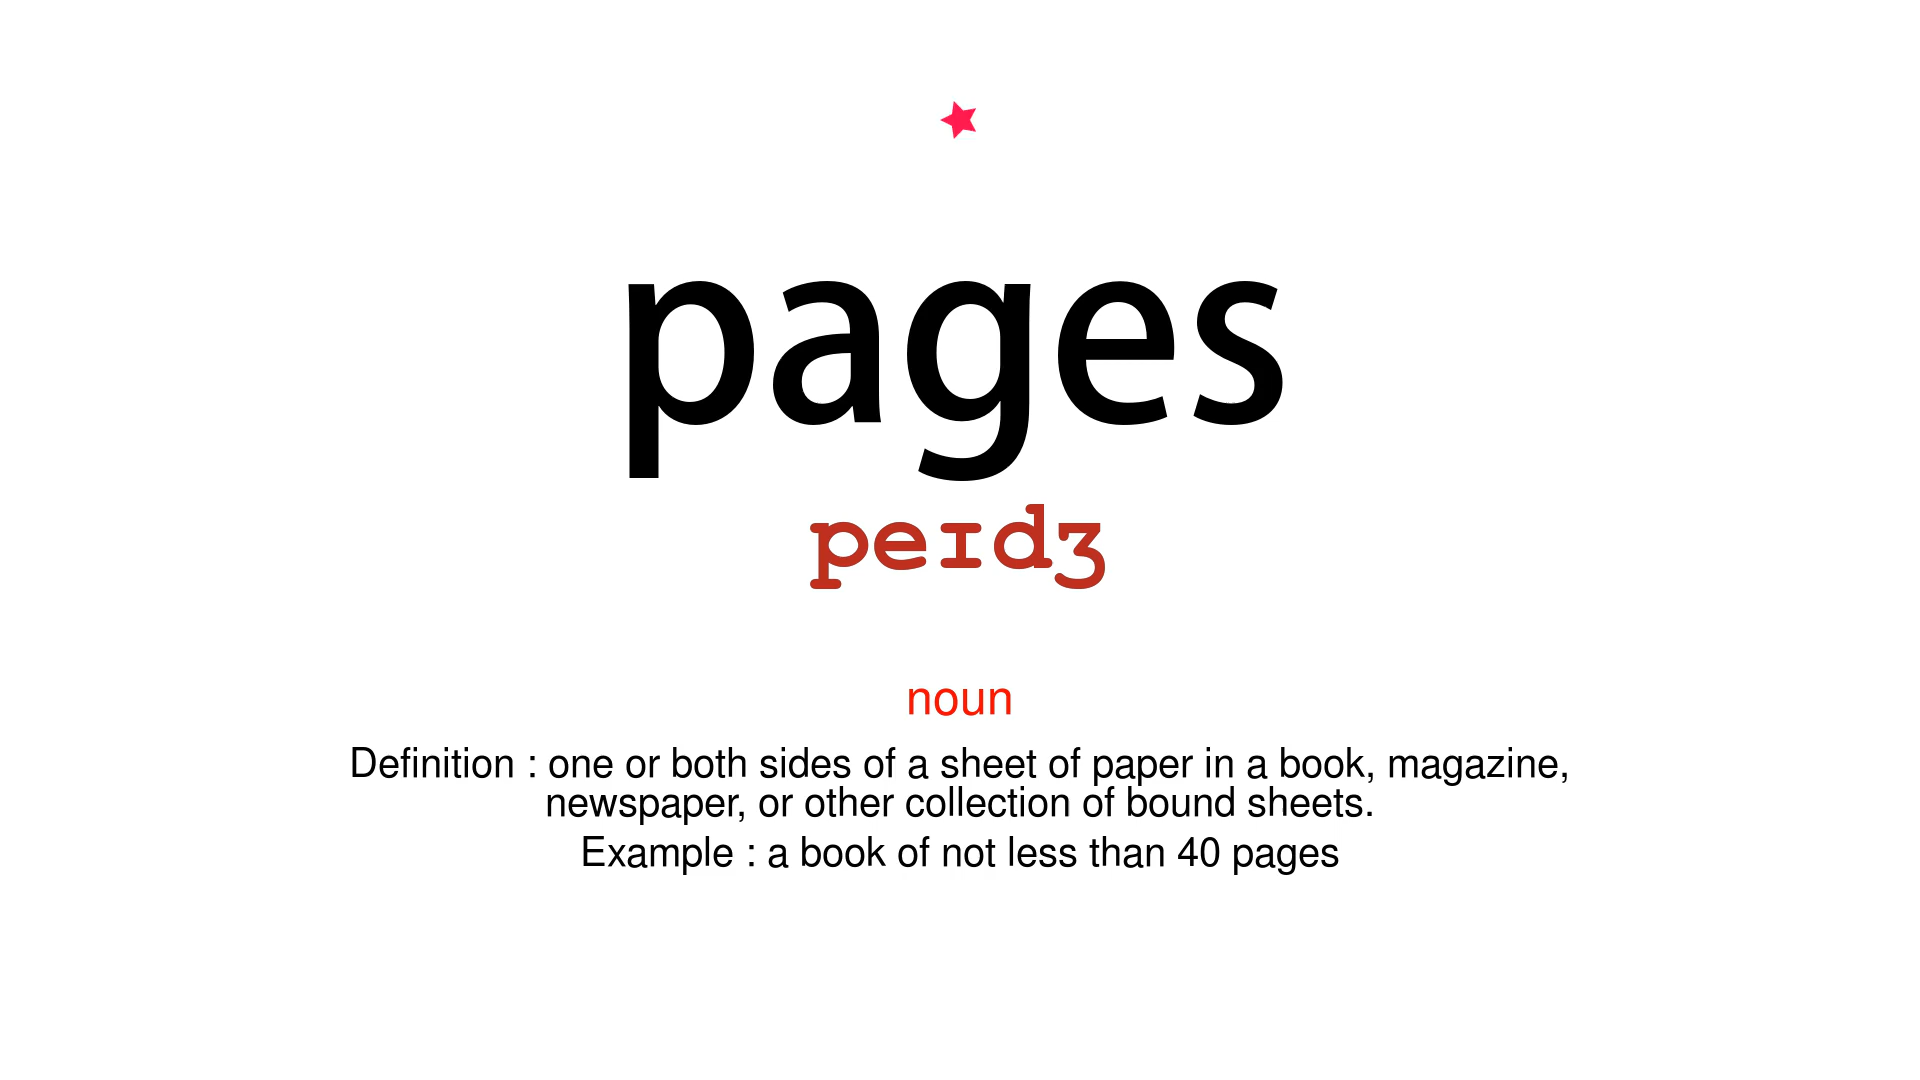 pages
peɪdʒ
noun
Definition : one or both sides of a sheet of paper in a book, magazine,
newspaper, or other collection of bound sheets.
Example : a book of not less than 40 pages